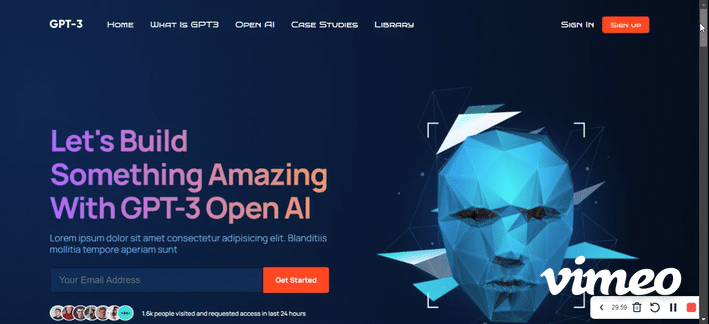 GPT-3 Home What Is GPT3 Open AI Case Studies Library Sign In Sign up
Let's Build
Something Amazing
With GPT-3 Open AI
Lorem ipsum dolor sit amet consectetur adipisicing elit. Blanditiis
mollitia tempore aperiam sunt
Your Email Address Get Started
vimeo
1.6k people visited and requested access in last 24 hours
29:59